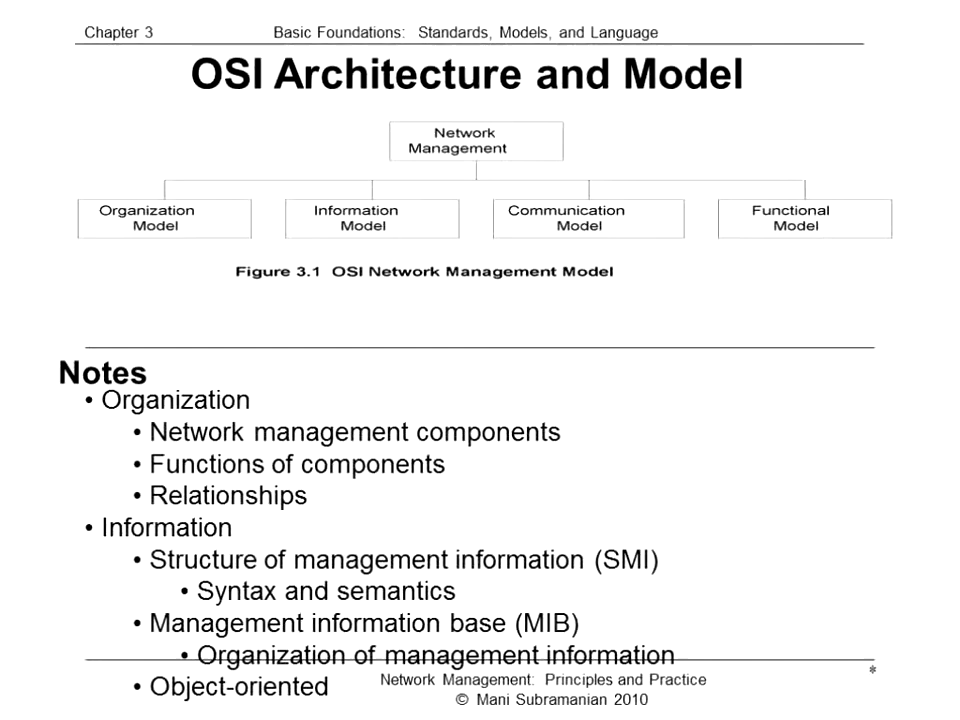 Chapter 3 Basic Foundations: Standards, Models, and Language
OSI Architecture and Model
Network
Management
Organization
Model
Information
Model
Communication
Model
Functional
Model
Figure 3.1 OSI Network Management Model
Notes
• Organization
• Network management components
• Functions of components
• Relationships
• Information
• Structure of management information (SMI)
• Syntax and semantics
• Management information base (MIB)
• Organization of management information
• Object-oriented
Network Management: Principles and Practice
© Mani Subramanian 2010
*